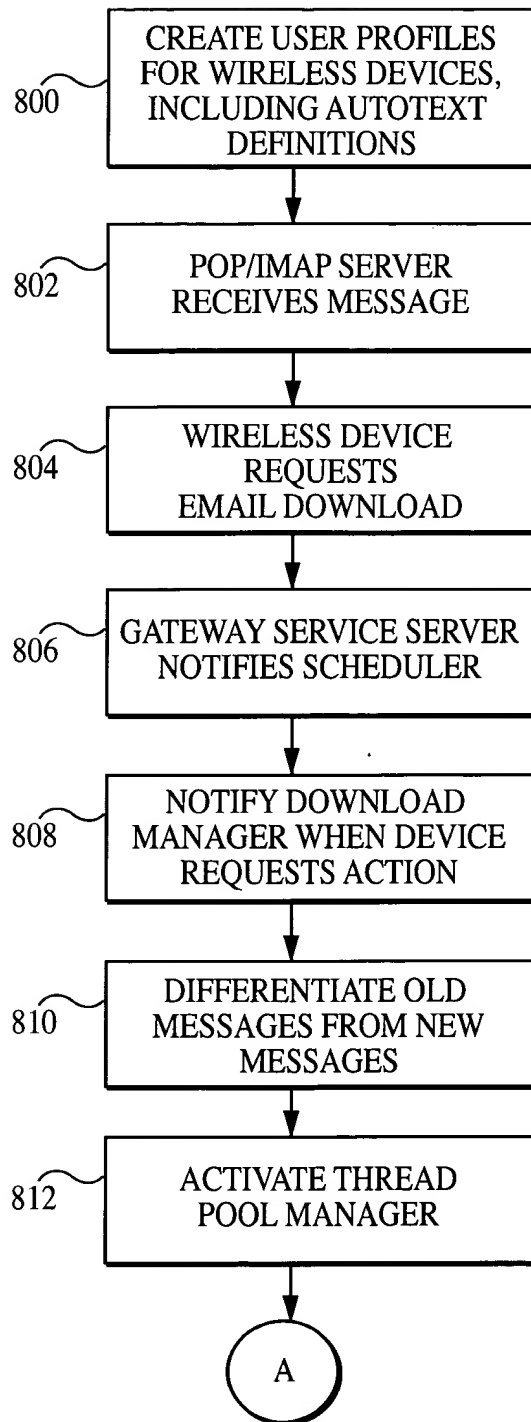 800
CREATE USER PROFILES
FOR WIRELESS DEVICES,
INCLUDING AUTOTEXT
DEFINITIONS
802
POP/IMAP SERVER
RECEIVES MESSAGE
804
WIRELESS DEVICE
REQUESTS
EMAIL DOWNLOAD
806
GATEWAY SERVICE SERVER
NOTIFIES SCHEDULER
808
NOTIFY DOWNLOAD
MANAGER WHEN DEVICE
REQUESTS ACTION
810
DIFFERENTIATE OLD
MESSAGES FROM NEW
MESSAGES
812
ACTIVATE THREAD
POOL MANAGER
A